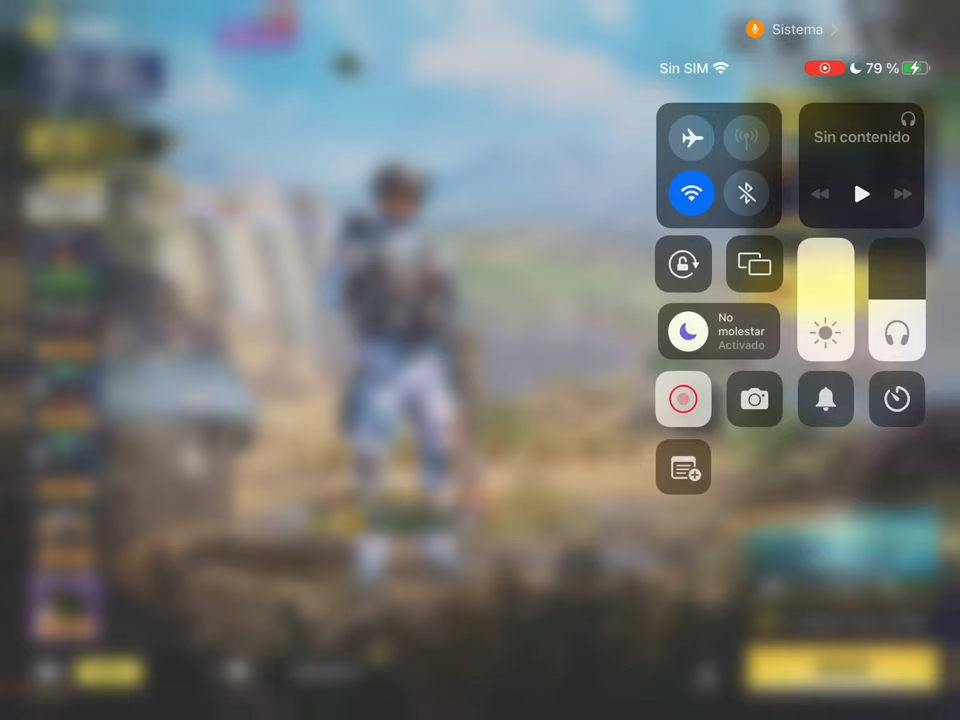 Sistema
Sin SIM
79 %
Sin contenido
No
molestar
Activado